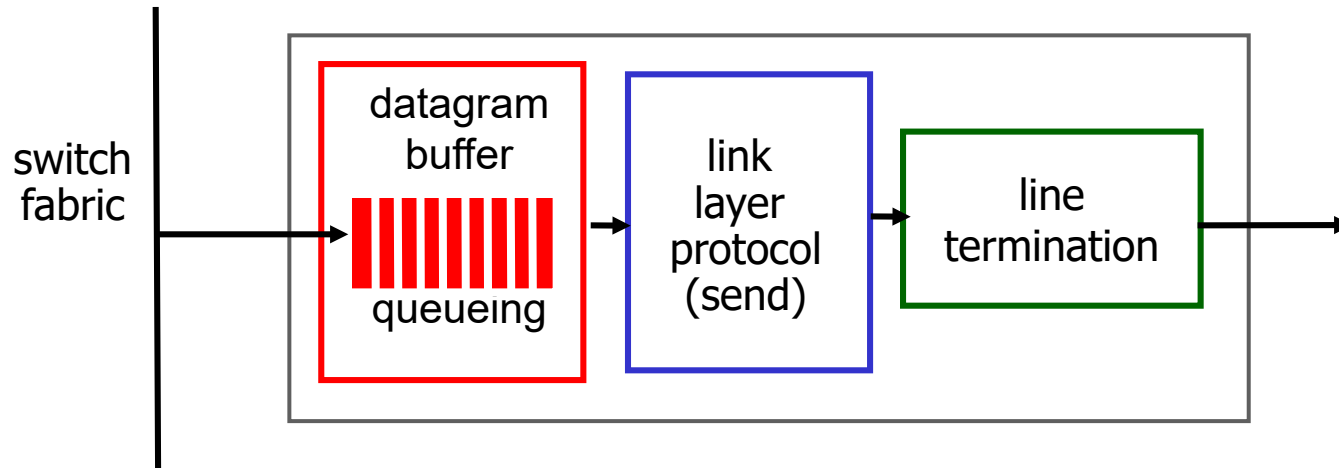 switch
fabric
datagram
buffer
queueing
link
layer
protocol
(send)
line
termination